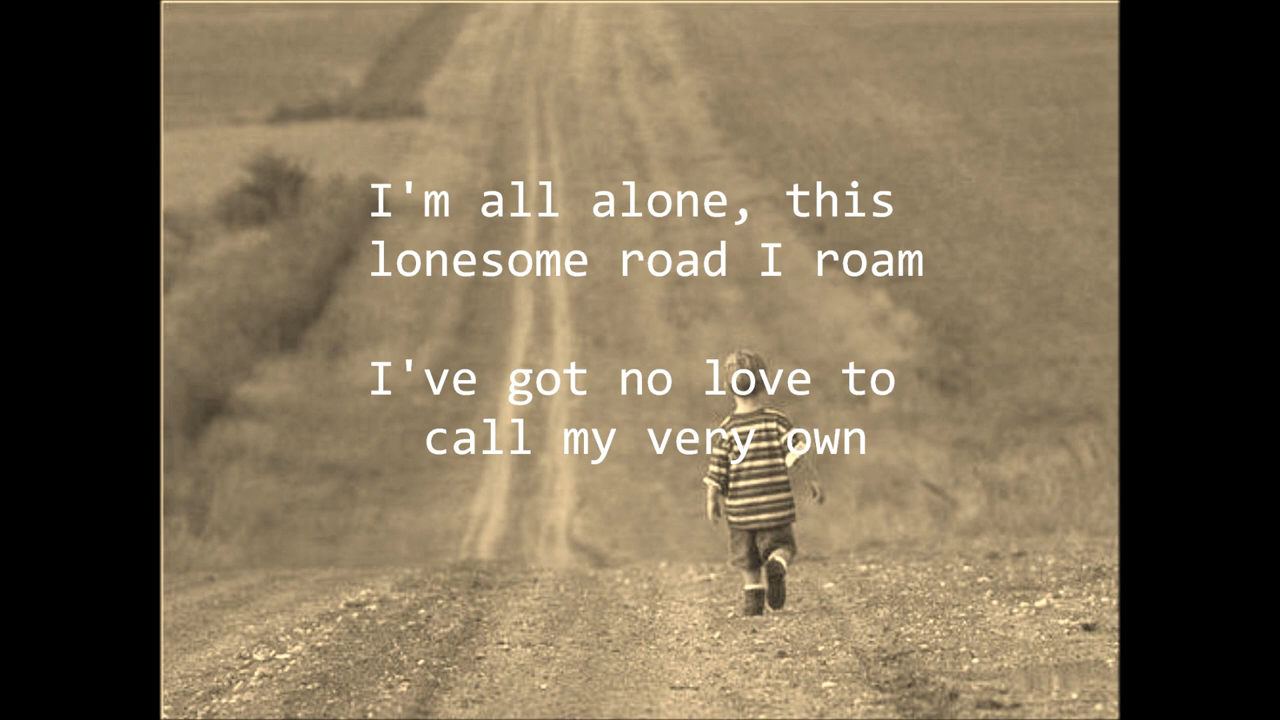 I'm all alone, this
lonesome road I roam
I've got no love to
call my very own